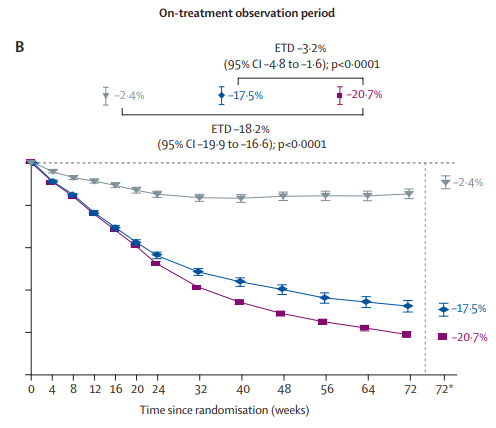 On-treatment observation period
B
ETD –3·2%
(95% CI –4·8 to –1·6); p<0·0001
–2·4% –17·5% –20·7%
ETD –18·2%
(95% CI –19·9 to –16·6); p<0·0001
–2·4%
–17·5%
–20·7%
0 4 8 12 16 20 24 32 40 48 56 64 72 72*
Time since randomisation (weeks)